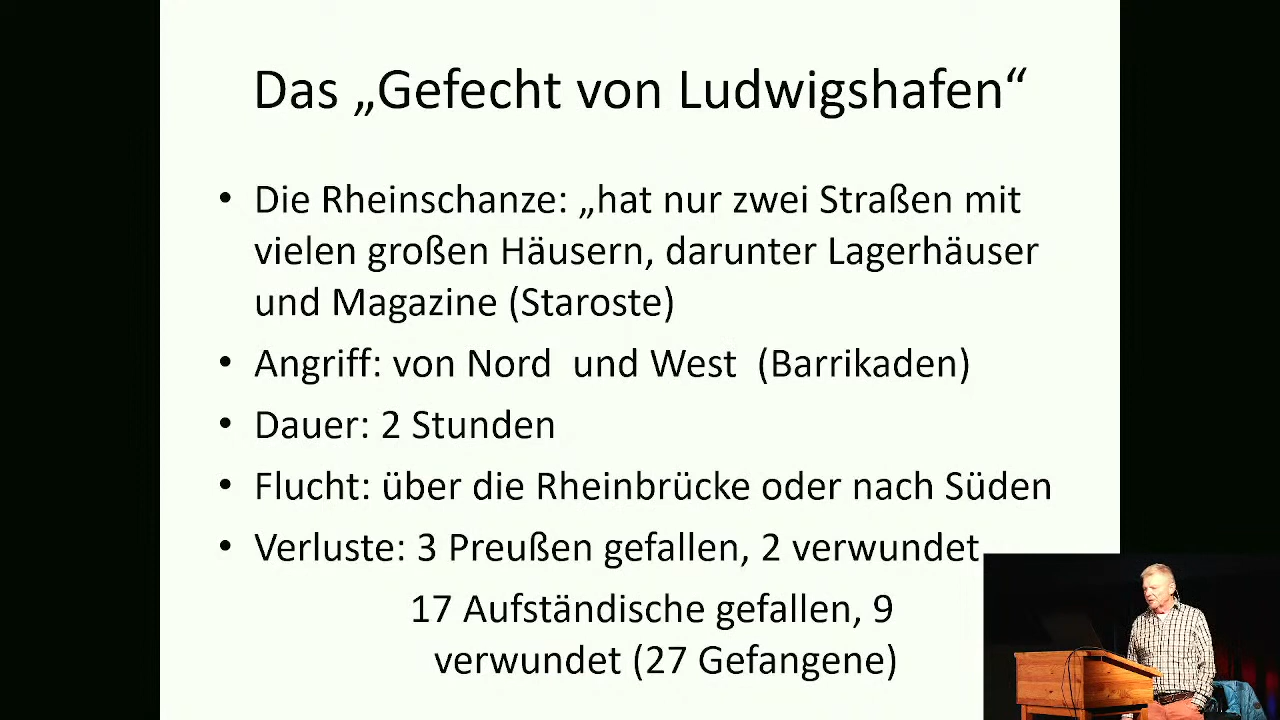 Das „Gefecht von Ludwigshafen“
• Die Rheinschanze: „hat nur zwei Straßen mit
vielen großen Häusern, darunter Lagerhäuser
und Magazine (Staroste)
• Angriff: von Nord  und West  (Barrikaden)
• Dauer: 2 Stunden
• Flucht: über die Rheinbrücke oder nach Süden
• Verluste: 3 Preußen gefallen, 2 verwundet
17 Aufständische gefallen, 9
verwundet (27 Gefangene)